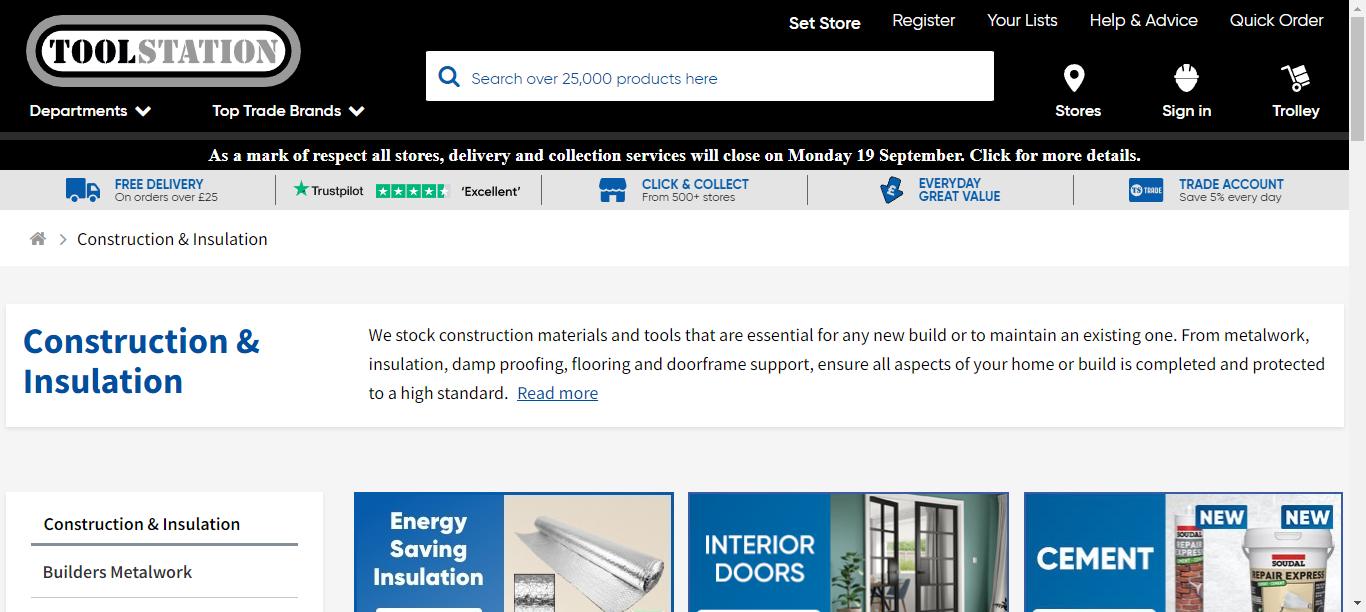 Set Store Register Your Lists Help & Advice Quick Order
TOOLSTATION
Search over 25,000 products here
Departments Top Trade Brands Stores Sign in Trolley
As a mark of respect all stores, delivery and collection services will close on Monday 19 September. Click for more details.
FREE DELIVERY
On orders over £25
Trustpilot 'Excellent'
CLICK & COLLECT
From 500+ stores
£
EVERYDAY
GREAT VALUE
TRADE
TRADE ACCOUNT
Save 5% every day
Construction & Insulation
Construction &
Insulation
We stock construction materials and tools that are essential for any new build or to maintain an existing one. From metalwork,
insulation, damp proofing, flooring and doorframe support, ensure all aspects of your home or build is completed and protected
to a high standard. Read more
Construction & Insulation
Builders Metalwork
Energy
Saving
Insulation
INTERIOR
DOORS
CEMENT
NEW
NEW
SOUDAL
REPAIR
EXPRESS
SOUDAL
REPAIR EXPRESS